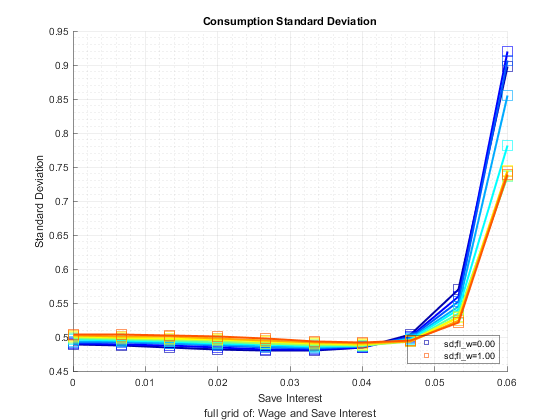 Consumption Standard Deviation
0.95
0.9
0.85
0.8
0.75
0.7
0.65
0.6
0.55
0.5
0.45
Standard Deviation
sd;fl_w=0.00
sd;fl_w=1.00
0 0.01 0.02 0.03 0.04 0.05 0.06
Save Interest
full grid of: Wage and Save Interest